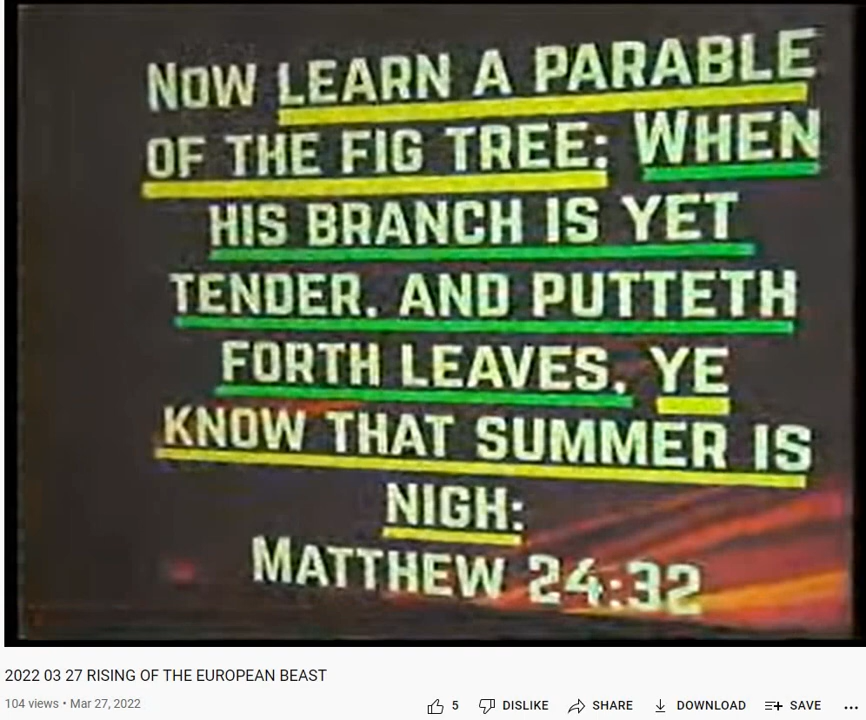 NOW LEARN A PARABLE
OF THE FIG TREE: WHEN
HIS BRANCH IS YET
TENDER, AND PUTTETH
FORTH LEAVES, YE
KNOW THAT SUMMER IS
NIGH:
MATTHEW 24:32
2022 03 27 RISING OF THE EUROPEAN BEAST
104 views • Mar 27, 2022
5 DISLIKE SHARE DOWNLOAD SAVE ...